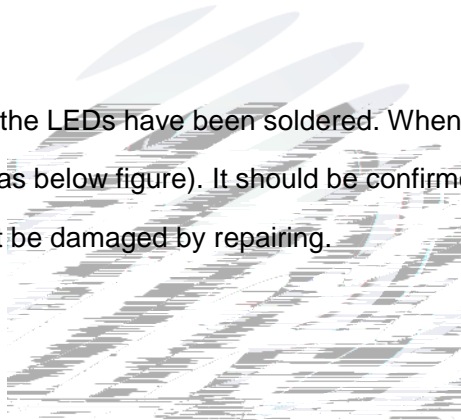 the LEDs have been soldered. When
as below figure). It should be confirme
be damaged by repairing.